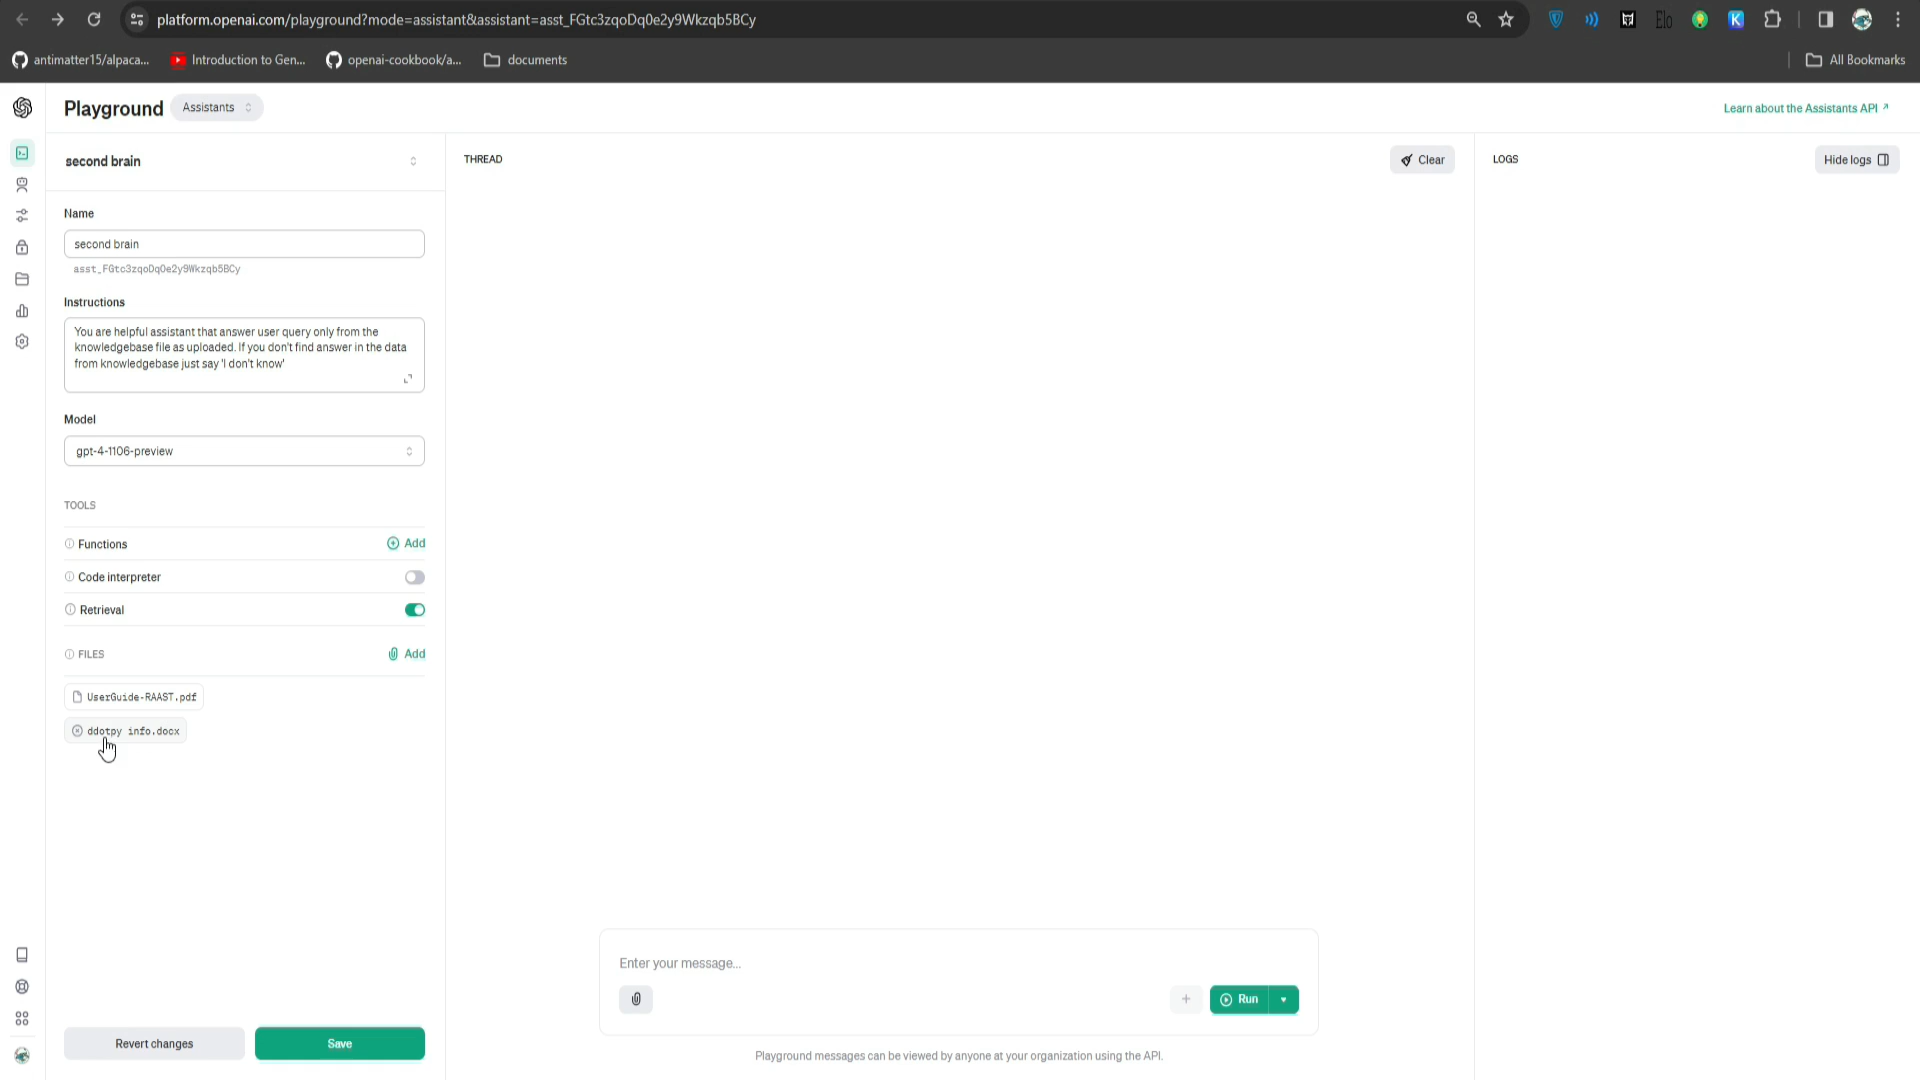 platform.openai.com/playground?mode=assistant&assistant=asst_FGtc3zqoDq0e2y9Wkzqb5BCy
antimatter15/alpaca...
Introduction to Gen...
openai-cookbook/a...
documents
All Bookmarks
Playground
Assistants
Learn about the Assistants API
second brain
THREAD
Clear
LOGS
Hide logs
Name
second brain
asst_FGtc3zqoDq0e2y9Wkzqb5BCy
Instructions
You are helpful assistant that answer user query only from the
knowledgebase file as uploaded. If you don't find answer in the data
from knowledgebase just say 'I don't know'
Model
gpt-4-1106-preview
TOOLS
Functions
Add
Code interpreter
Retrieval
FILES
Add
UserGuide-RAAST.pdf
ddotpy info.docx
Enter your message...
Run
Revert changes
Save
Playground messages can be viewed by anyone at your organization using the API.